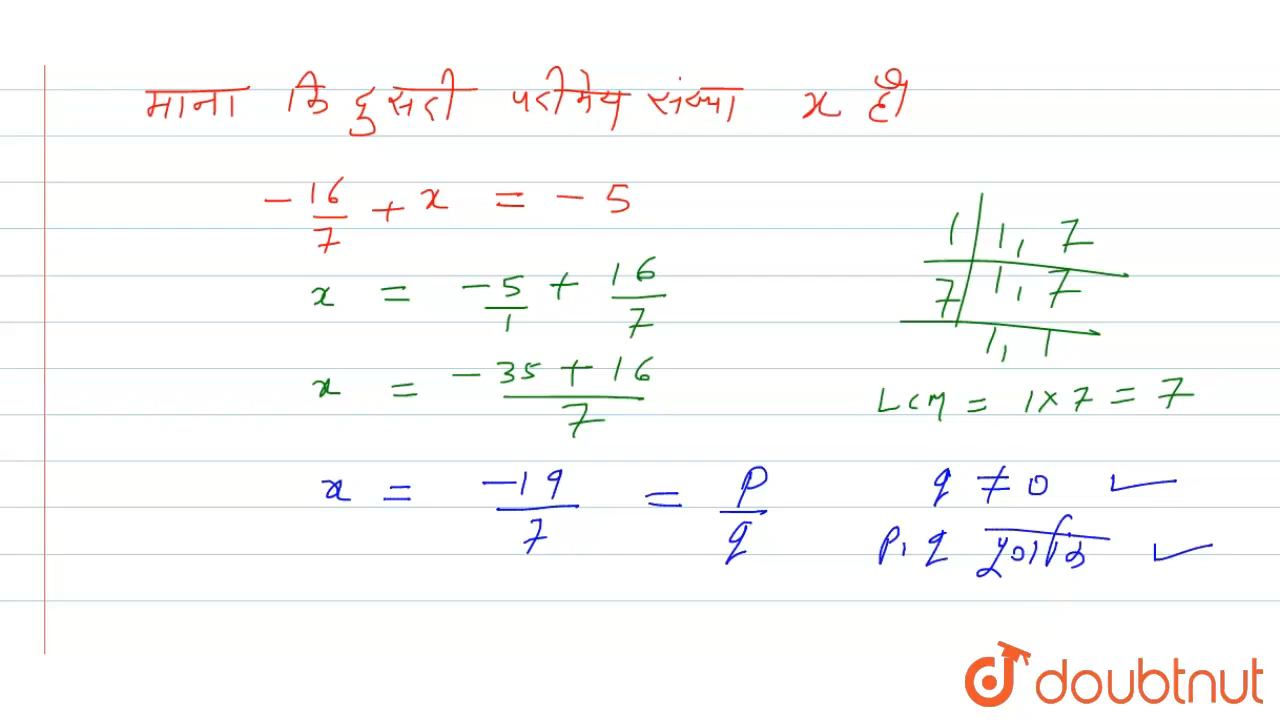 माना कि दुसरी परीमेय संख्या x है
-16/7 + x = -5
x = -5/1 + 16/7
x = -35 + 16/7
x = -19/7 = P/q
1 | 1, 7
7 | 1, 7
1, 1
LCM = 1 x 7 = 7
q ≠ 0 ✓
P, q पूर्णांक ✓
doubtnut